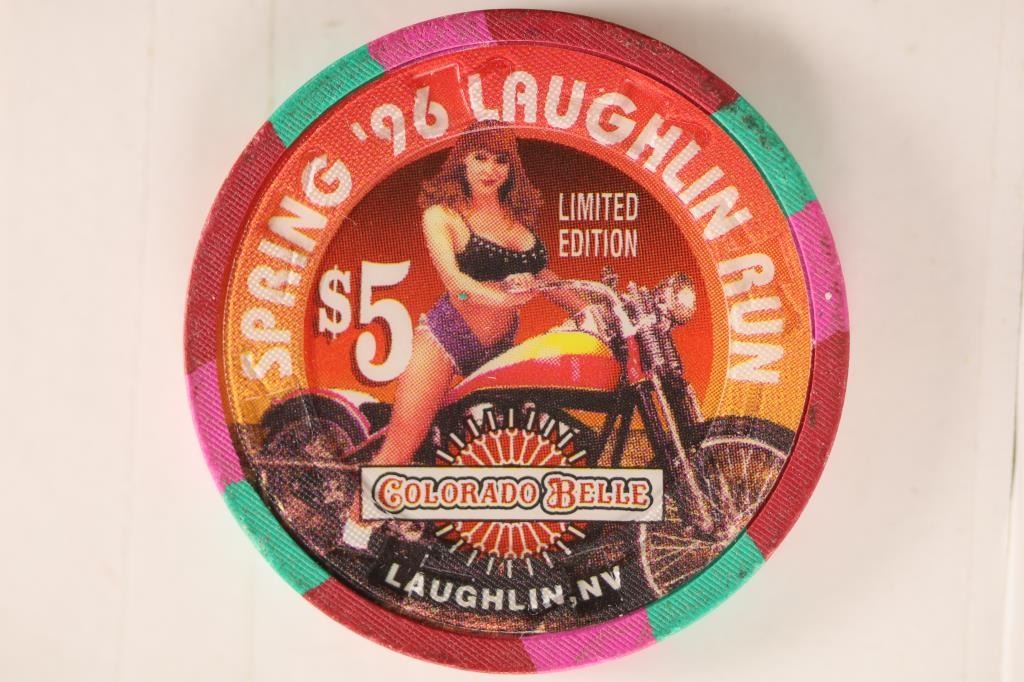 SPRING '96 LAUGHLIN RUN
LIMITED
EDITION
$5
COLORADO BELLE
LAUGHLIN, NV